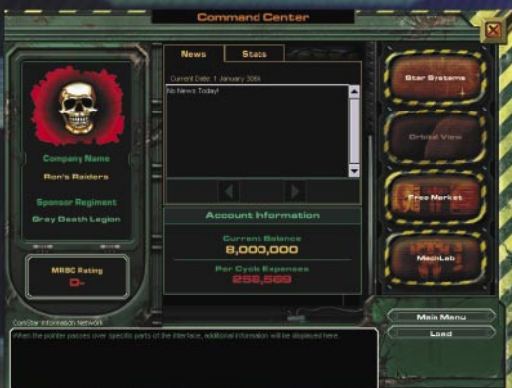 Command Center
News
Stats
Current Date: 1 January 3066
No News Today!
Company Name
Ron's Raiders
Sponsor Regiment
Gray Death Legion
MRBC Rating
D-
Account Information
Current Balance
8,000,000
Per Cycle Expenses
258,569
Star Systems
Orbital View
Free Market
MechLab
Main Menu
Load
ComStar Information Network
When the pointer passes over specific parts of the interface, additional information will be displayed here.